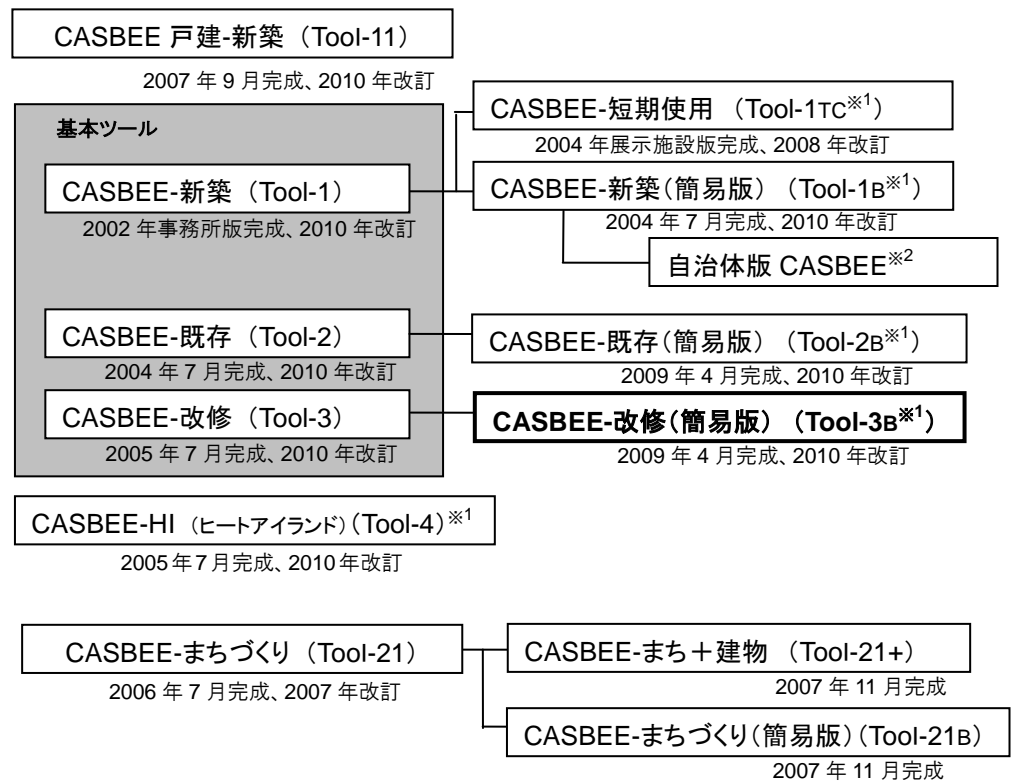 CASBEE 戸建-新築 (Tool-11)
2007 年 9 月完成、2010 年改訂
基本ツール
CASBEE-新築 (Tool-1)
2002 年事務所版完成、2010 年改訂
CASBEE-短期使用 (Tool-1TC※1)
2004 年展示施設版完成、2008 年改訂
CASBEE-新築(簡易版) (Tool-1B※1)
2004 年 7 月完成、2010 年改訂
自治体版 CASBEE※2
CASBEE-既存 (Tool-2)
2004 年 7 月完成、2010 年改訂
CASBEE-既存(簡易版) (Tool-2B※1)
2009 年 4 月完成、2010 年改訂
CASBEE-改修 (Tool-3)
2005 年 7 月完成、2010 年改訂
CASBEE-改修(簡易版) (Tool-3B※1)
2009 年 4 月完成、2010 年改訂
CASBEE-HI (ヒートアイランド)(Tool-4)※1
2005 年 7 月完成、2010 年改訂
CASBEE-まちづくり (Tool-21)
2006 年 7 月完成、2007 年改訂
CASBEE-まち+建物 (Tool-21+)
2007 年 11 月完成
CASBEE-まちづくり(簡易版)(Tool-21B)
2007 年 11 月完成